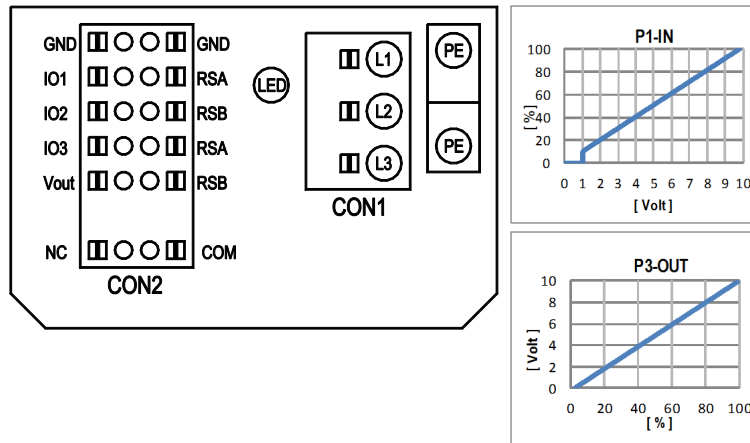 GND GND
IO1 RSA
IO2 RSB
IO3 RSA
Vout RSB
NC COM
CON2
LED
L1
L2
L3
CON1
PE
PE
P1-IN
[ % ]
100
80
60
40
20
0
0 1 2 3 4 5 6 7 8 9 10
[ Volt ]
P3-OUT
[ Volt ]
10
8
6
4
2
0
0 20 40 60 80 100
[ % ]